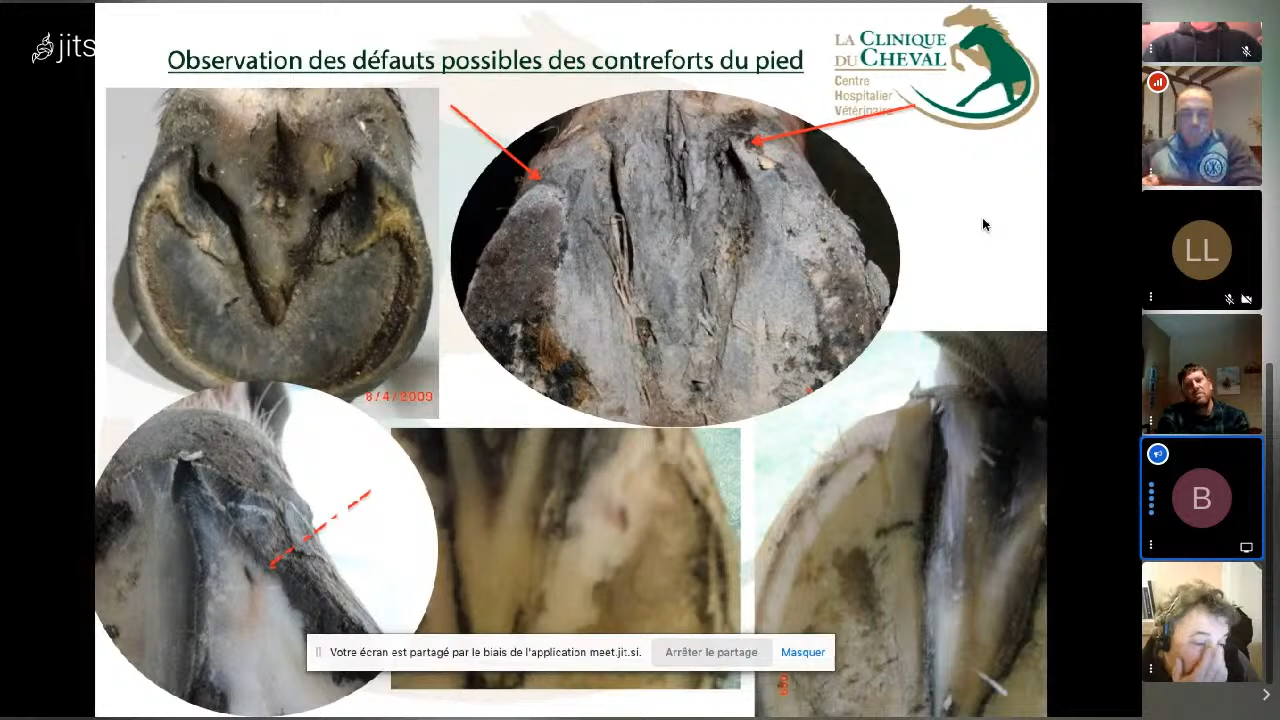 jits
Observation des défauts possibles des contreforts du pied
LA CLINIQUE
DU CHEVAL
Centre
Hospitalier
Vétérinaire
8/4/2009
LL
B
Votre écran est partagé par le biais de l'application meet.jit.si.
Arrêter le partage
Masquer